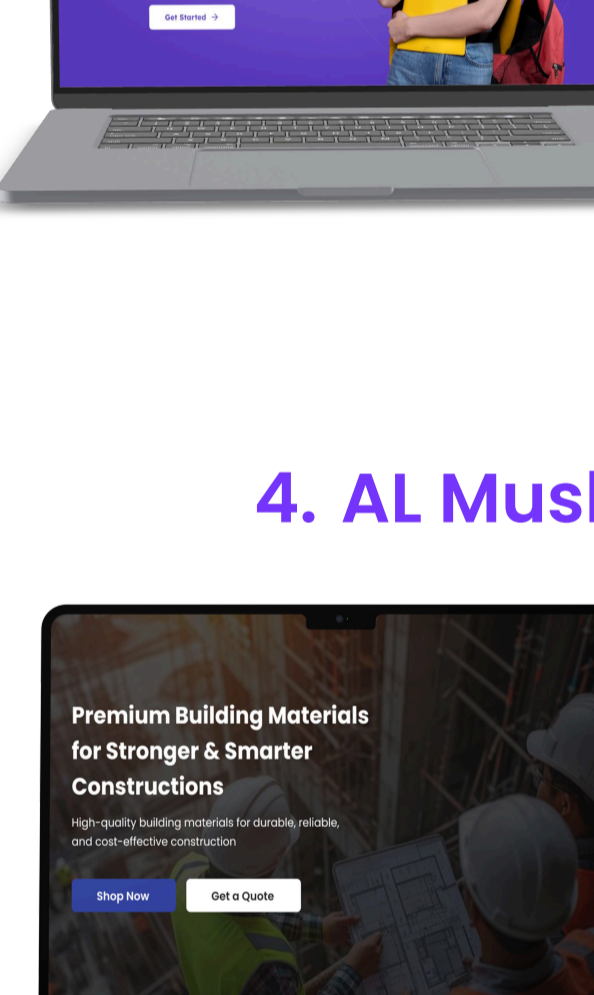 Get Started
4. AL Mus
Premium Building Materials
for Stronger & Smarter
Constructions
High-quality building materials for durable, reliable,
and cost-effective construction
Shop Now
Get a Quote